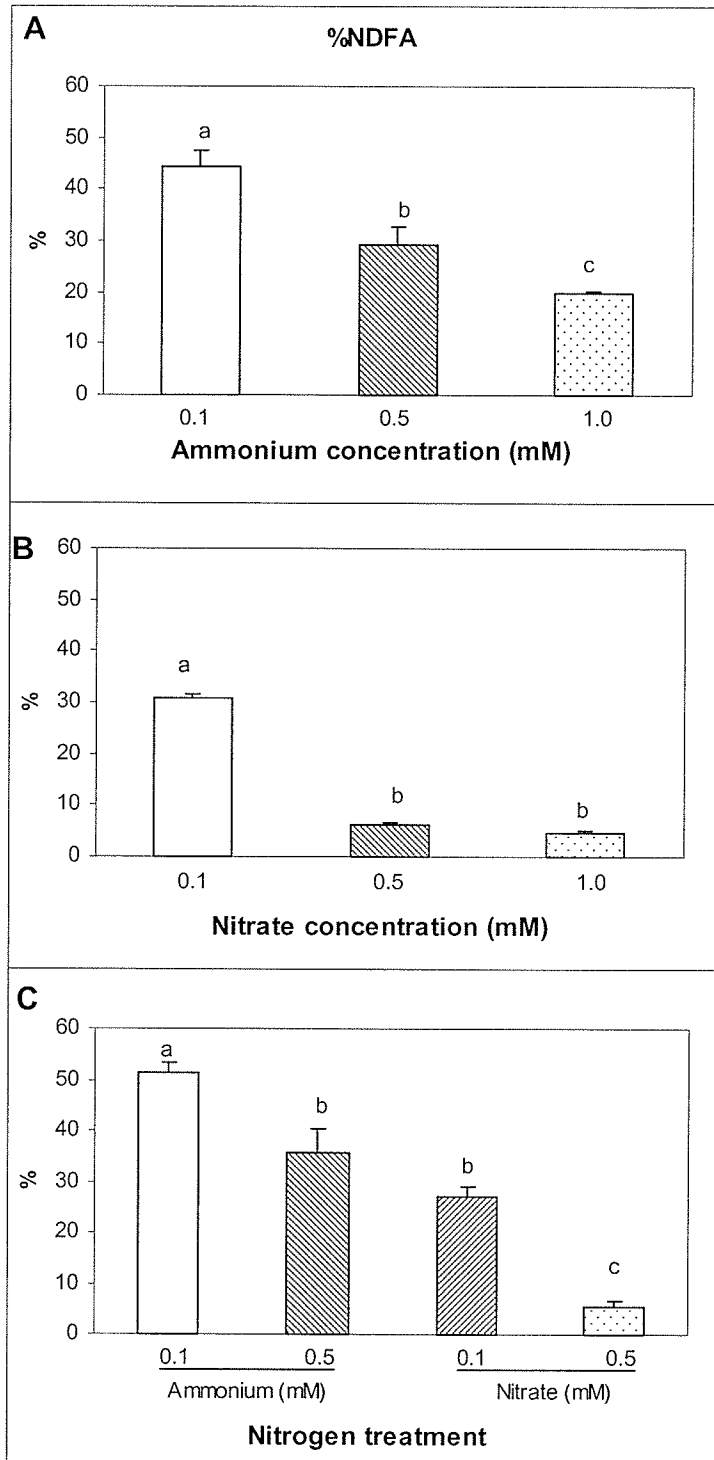 A
%NDFA
60
50
40
30
20
10
0
%
a
b
c
0.1 0.5 1.0
Ammonium concentration (mM)
B
60
50
40
30
20
10
0
%
a
b
b
0.1 0.5 1.0
Nitrate concentration (mM)
C
60
50
40
30
20
10
0
%
a
b
b
c
0.1 0.5 0.1 0.5
Ammonium (mM) Nitrate (mM)
Nitrogen treatment